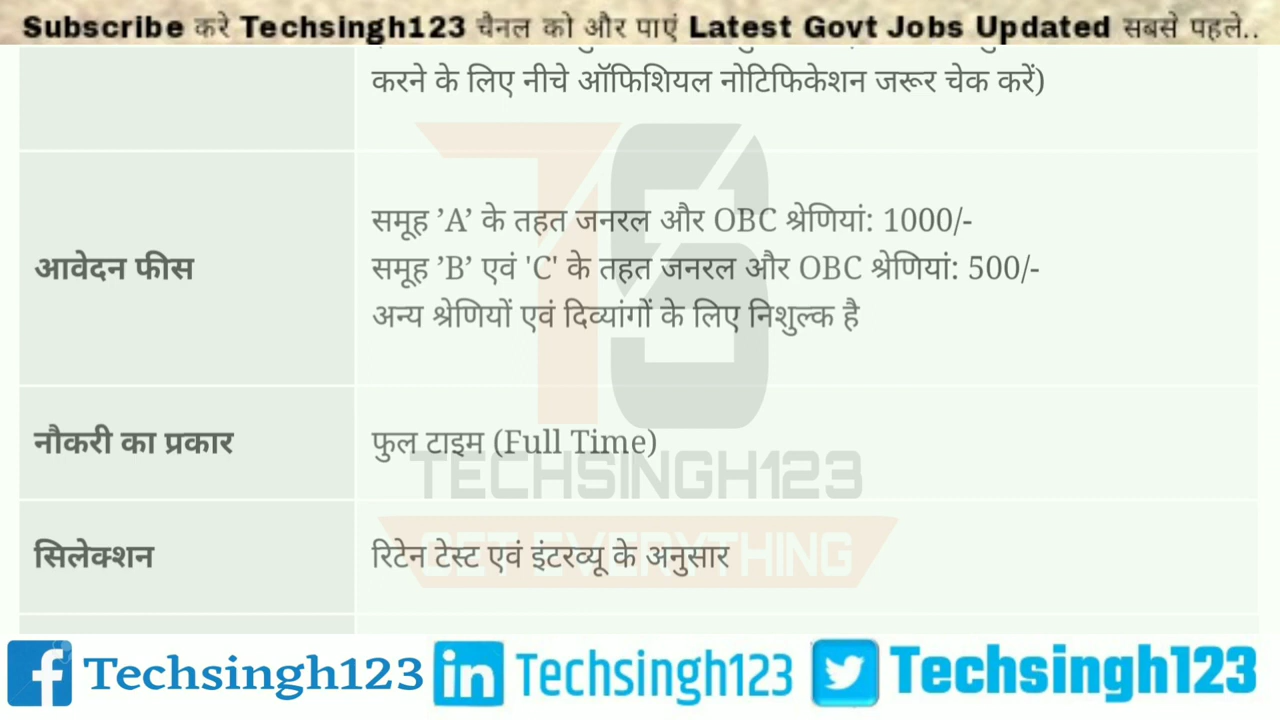 Subscribe करे Techsingh123 चैनल को और पाएं Latest Govt Jobs Updated सबसे पहले..
करने के लिए नीचे ऑफिशियल नोटिफिकेशन जरूर चेक करें)
आवेदन फीस
समूह ’A’ के तहत जनरल और OBC श्रेणियां: 1000/-
समूह ’B’ एवं 'C' के तहत जनरल और OBC श्रेणियां: 500/-
अन्य श्रेणियों एवं दिव्यांगों के लिए निशुल्क है
नौकरी का प्रकार
फुल टाइम (Full Time)
TECHSINGH123
सिलेक्शन
रिटेन टेस्ट एवं इंटरव्यू के अनुसार
GET EVERYTHING
Techsingh123
Techsingh123
Techsingh123